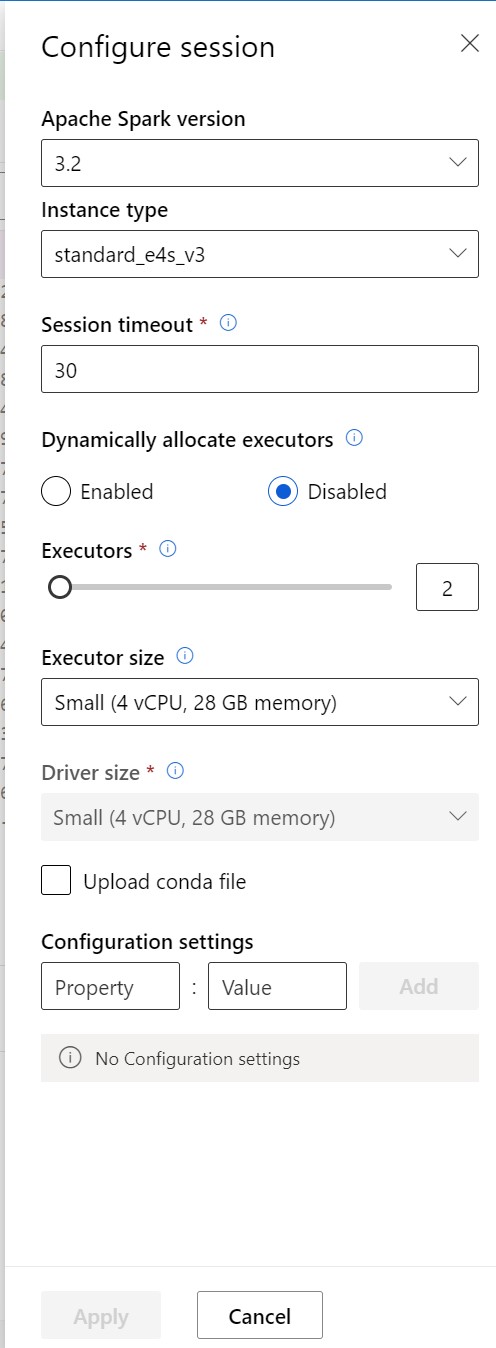 Configure session
Apache Spark version
3.2
Instance type
standard_e4s_v3
Session timeout *
30
Dynamically allocate executors
Enabled Disabled
Executors *
2
Executor size
Small (4 vCPU, 28 GB memory)
Driver size *
Small (4 vCPU, 28 GB memory)
Upload conda file
Configuration settings
Property : Value Add
No Configuration settings
Apply Cancel